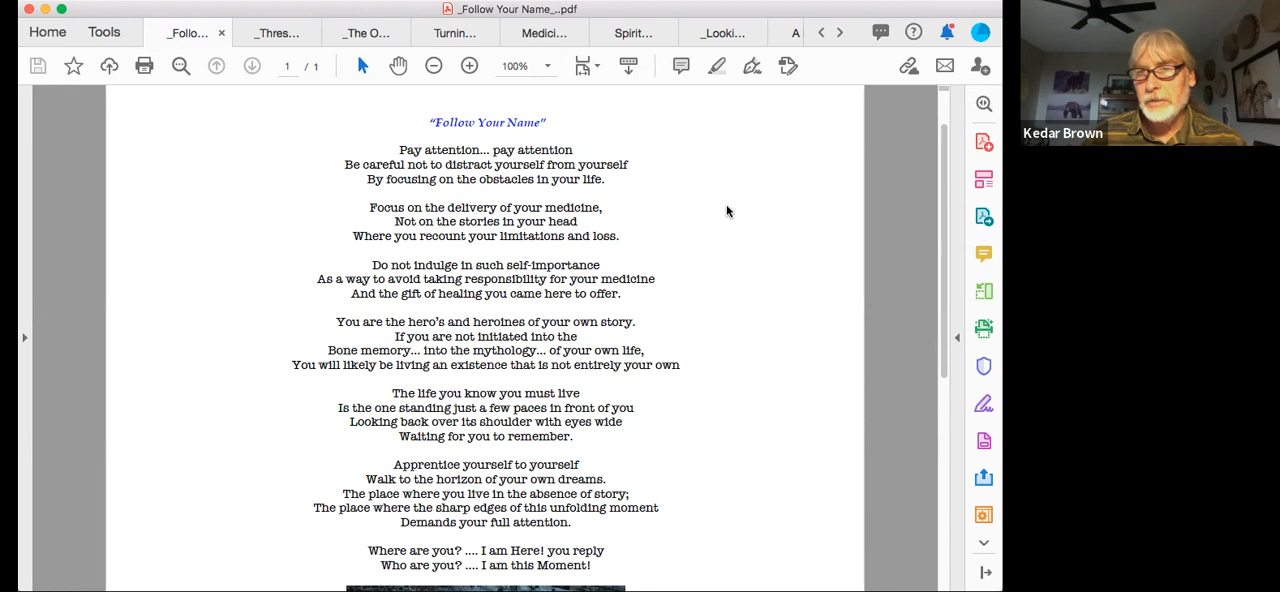 _Follow Your Name_..pdf
Home
Tools
_Follo...
×
_Thres...
_The O...
Turnin...
Medici...
Spirit...
_Looki...
A
1 / 1
100%
Kedar Brown
"Follow Your Name"
Pay attention... pay attention
Be careful not to distract yourself from yourself
By focusing on the obstacles in your life.
Focus on the delivery of your medicine,
Not on the stories in your head
Where you recount your limitations and loss.
Do not indulge in such self-importance
As a way to avoid taking responsibility for your medicine
And the gift of healing you came here to offer.
You are the hero's and heroines of your own story.
If you are not initiated into the
Bone memory... into the mythology... of your own life,
You will likely be living an existence that is not entirely your own
The life you know you must live
Is the one standing just a few paces in front of you
Looking back over its shoulder with eyes wide
Waiting for you to remember.
Apprentice yourself to yourself
Walk to the horizon of your own dreams.
The place where you live in the absence of story;
The place where the sharp edges of this unfolding moment
Demands your full attention.
Where are you? .... I am Here! you reply
Who are you? .... I am this Moment!